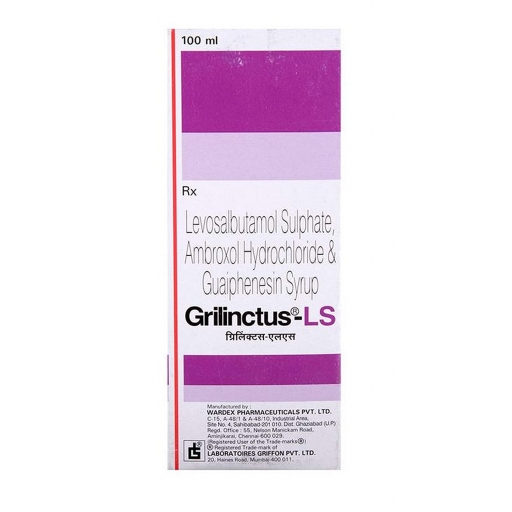 100 ml
Rx
Levosalbutamol Sulphate,
Ambroxol Hydrochloride &
Guaiphenesin Syrup
Grilinctus®-LS
ग्रिलिंक्टस-एलएस
Manufactured by :
WARDEX PHARMACEUTICALS PVT. LTD.
C-15, A-48/1 & A-48/10, Industrial Area,
Site No. 4, Sahibabad-201 010. Dist. Ghaziabad (U.P.)
Regd. Office : 55, Nelson Manickam Road,
Aminjikarai, Chennai-600 029.
(Registered User of the Trade-marks®)
® Registered Trade-mark of
LABORATOIRES GRIFFON PVT. LTD.
20, Haines Road, Mumbai-400 011.